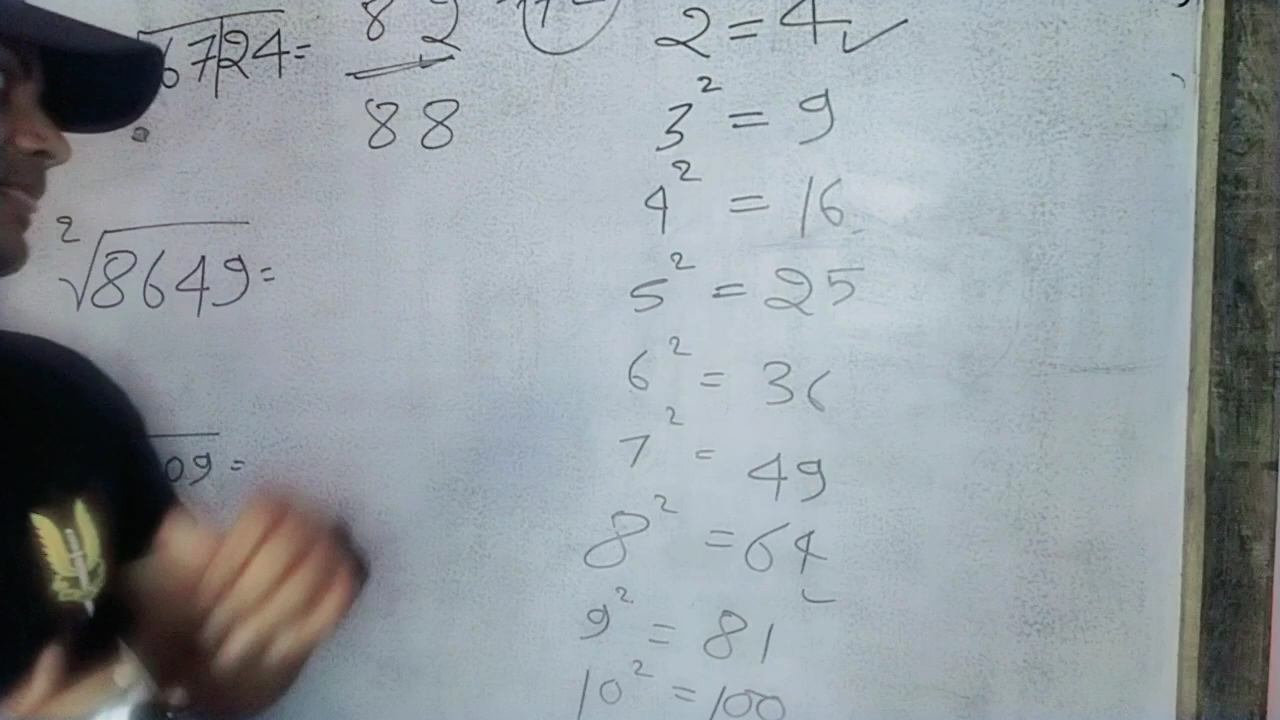 6724 = 82
88
²√8649 =
09 =
2 = 4 ✓
3² = 9
4² = 16
5² = 25
6² = 36
7² = 49
8² = 64
9² = 81
10² = 100